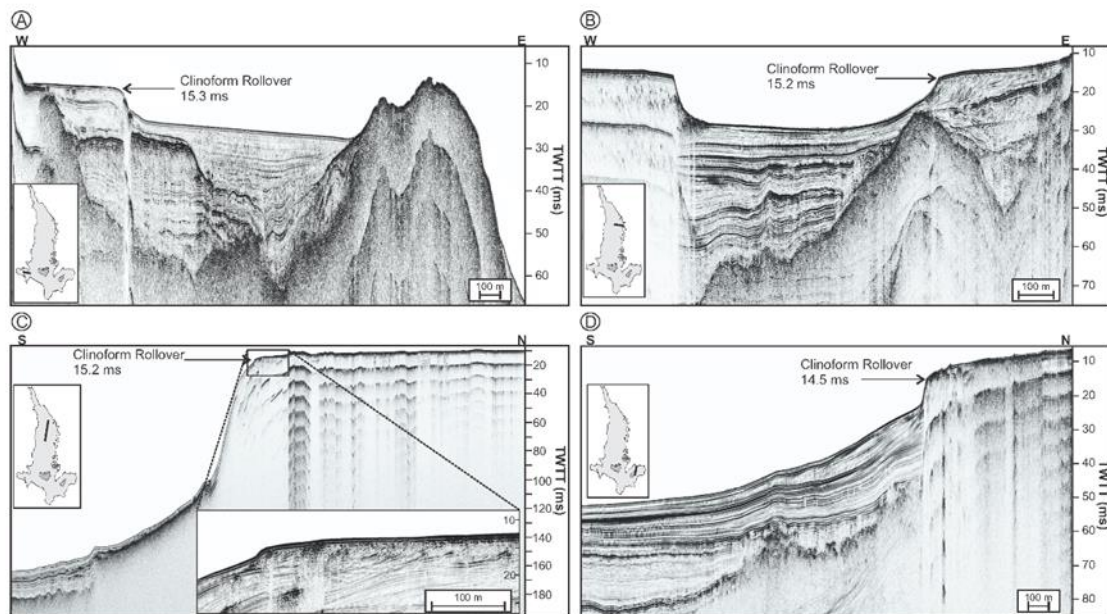 A
W
E
Clinoform Rollover
15.3 ms
10
20
30
40
50
60
TWTT (ms)
100 m
B
W
E
Clinoform Rollover
15.2 ms
10
20
30
40
50
60
70
TWTT (ms)
100 m
C
S
N
Clinoform Rollover
15.2 ms
20
40
60
80
100
120
140
160
180
TWTT (ms)
10
20
100 m
D
S
N
Clinoform Rollover
14.5 ms
10
20
30
40
50
60
70
80
TWTT (ms)
100 m